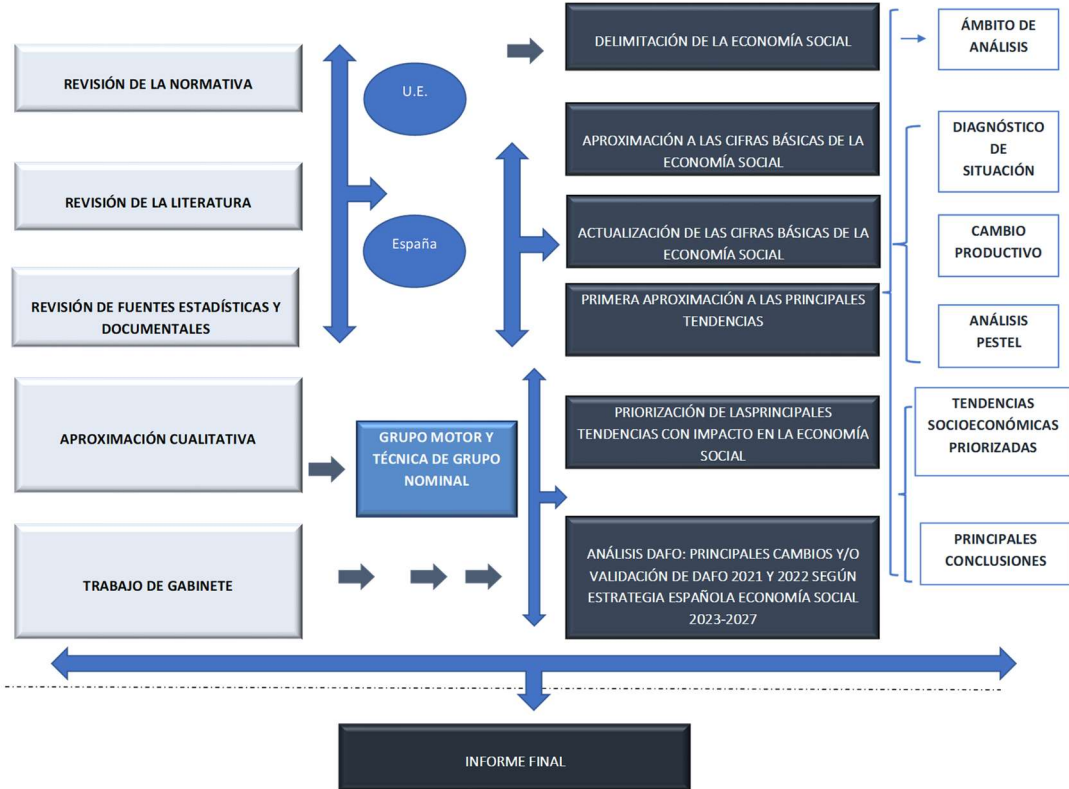 REVISIÓN DE LA NORMATIVA
REVISIÓN DE LA LITERATURA
REVISIÓN DE FUENTES ESTADÍSTICAS Y
DOCUMENTALES
APROXIMACIÓN CUALITATIVA
TRABAJO DE GABINETE
U.E.
España
GRUPO MOTOR Y
TÉCNICA DE GRUPO
NOMINAL
DELIMITACIÓN DE LA ECONOMÍA SOCIAL
APROXIMACIÓN A LAS CIFRAS BÁSICAS DE LA
ECONOMÍA SOCIAL
ACTUALIZACIÓN DE LAS CIFRAS BÁSICAS DE LA
ECONOMÍA SOCIAL
PRIMERA APROXIMACIÓN A LAS PRINCIPALES
TENDENCIAS
PRIORIZACIÓN DE LASPRINCIPALES
TENDENCIAS CON IMPACTO EN LA ECONOMÍA
SOCIAL
ANÁLISIS DAFO: PRINCIPALES CAMBIOS Y/O
VALIDACIÓN DE DAFO 2021 Y 2022 SEGÚN
ESTRATEGIA ESPAÑOLA ECONOMÍA SOCIAL
2023-2027
ÁMBITO DE
ANÁLISIS
DIAGNÓSTICO
DE
SITUACIÓN
CAMBIO
PRODUCTIVO
ANÁLISIS
PESTEL
TENDENCIAS
SOCIOECONÓMICAS
PRIORIZADAS
PRINCIPALES
CONCLUSIONES
INFORME FINAL